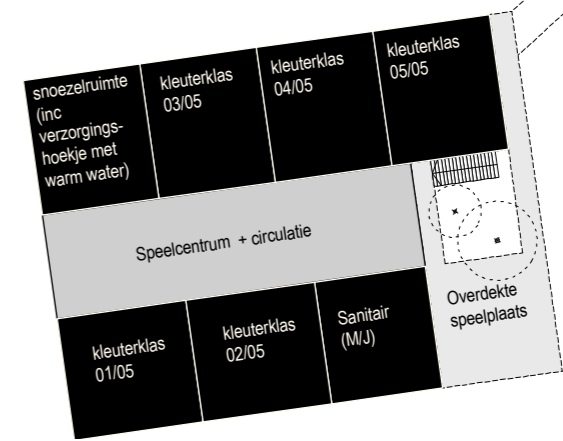 snoezelruimte
(inc
verzorgings-
hoekje met
warm water)
kleuterklas
03/05
kleuterklas
04/05
kleuterklas
05/05
Speelcentrum + circulatie
kleuterklas
01/05
kleuterklas
02/05
Sanitair
(M/J)
Overdekte
speelplaats